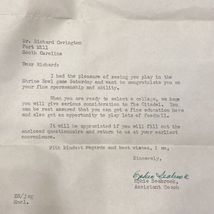 Mr. Richard Covington
Fort Mill
South Carolina
Dear Richard:
I had the pleasure of seeing you play in the
Shrine Bowl game Saturday and want to congratulate you on
your fine sportsmanship and ability.
When you are ready to select a college, we hope
you will give serious consideration to The Citadel. You
can be assured that you can get a fine education here and
also get an opportunity to play lots of football.
It will be appreciated if you will fill out the
enclosed questionnaire and return to us at your earliest
convenience.
With kindest regards and best wishes, I am,
Sincerely,
Eddie Seabrook,
Assistant Coach
Encl.